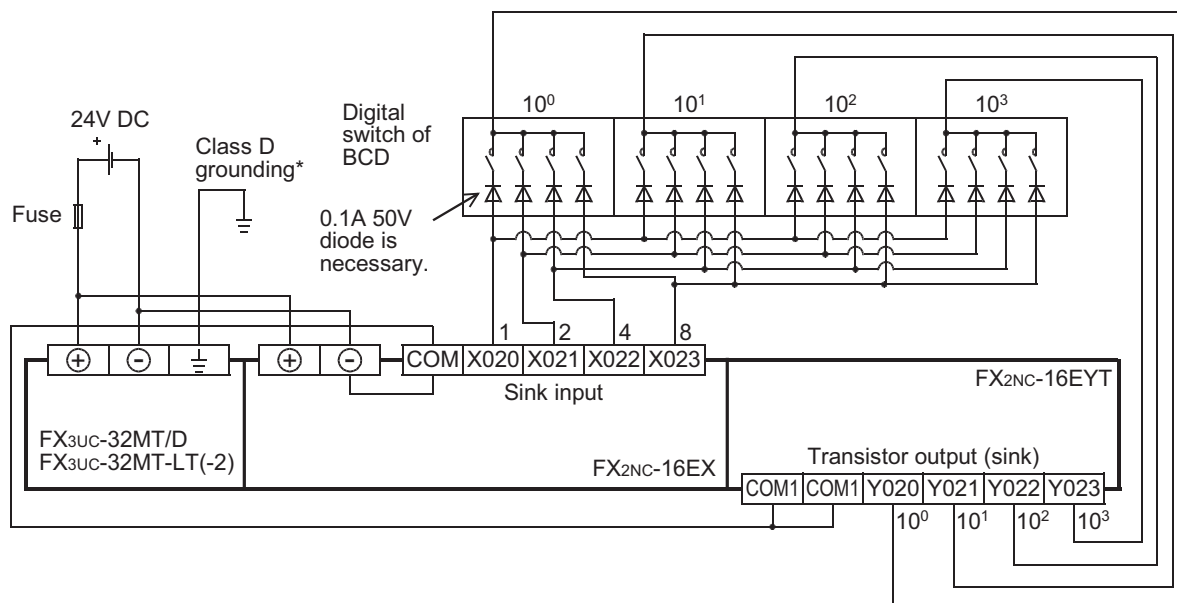 10⁰ 10¹ 10² 10³
Digital
switch of
BCD
24V DC
+
Class D
grounding*
Fuse
0.1A 50V
diode is
necessary.
1 2 4 8
+ - + - COM X020 X021 X022 X023
Sink input
FX2NC-16EYT
FX3UC-32MT/D
FX3UC-32MT-LT(-2)
FX2NC-16EX
Transistor output (sink)
COM1 COM1 Y020 Y021 Y022 Y023
10⁰ 10¹ 10² 10³